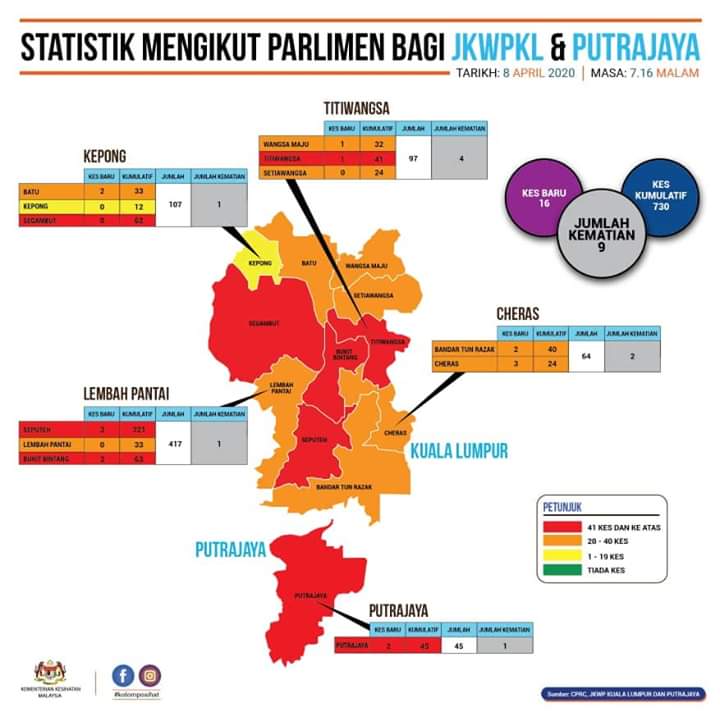 STATISTIK MENGIKUT PARLIMEN BAGI JKWPKL & PUTRAJAYA
TARIKH: 8 APRIL 2020 | MASA: 7.16 MALAM
TITIWANGSA
KES BARU KUMULATIF JUMLAH JUMLAH KEMATIAN
WANGSA MAJU 1 32
TITIWANGSA 1 41 97 4
SETIAWANGSA 0 24
KEPONG
KES BARU KUMULATIF JUMLAH JUMLAH KEMATIAN
BATU 2 33
KEPONG 0 12 107 1
SEGAMBUT 0 62
KES BARU
16
KES
KUMULATIF
730
JUMLAH
KEMATIAN
9
KEPONG
BATU
WANGSA MAJU
SETIAWANGSA
SEGAMBUT
TITIWANGSA
BUKIT
BINTANG
LEMBAH
PANTAI
CHERAS
SEPUTEH
BANDAR TUN RAZAK
KUALA LUMPUR
CHERAS
KES BARU KUMULATIF JUMLAH JUMLAH KEMATIAN
BANDAR TUN RAZAK 2 40 64 2
CHERAS 3 24
LEMBAH PANTAI
KES BARU KUMULATIF JUMLAH JUMLAH KEMATIAN
SEPUTEH 3 321
LEMBAH PANTAI 0 33 417 1
BUKIT BINTANG 2 63
PETUNJUK
41 KES DAN KE ATAS
20 - 40 KES
1 - 19 KES
TIADA KES
PUTRAJAYA
PUTRAJAYA
PUTRAJAYA
KES BARU KUMULATIF JUMLAH JUMLAH KEMATIAN
PUTRAJAYA 2 45 45 1
KEMENTERIAN KESIHATAN
MALAYSIA
#kolomposihat
Sumber: CPRC, JKWP KUALA LUMPUR DAN PUTRAJAYA